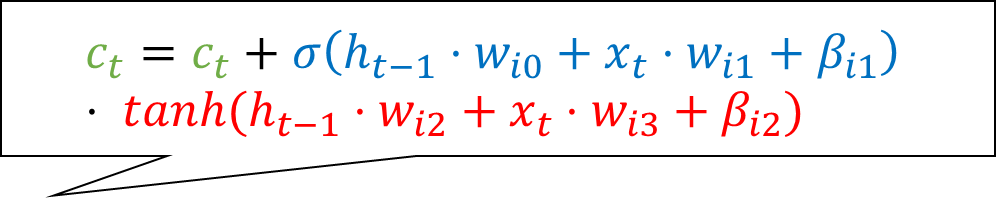 c_t = c_t + σ(h_{t−1} · w_{i0} + x_t · w_{i1} + β_{i1})
· tanh(h_{t−1} · w_{i2} + x_t · w_{i3} + β_{i2})